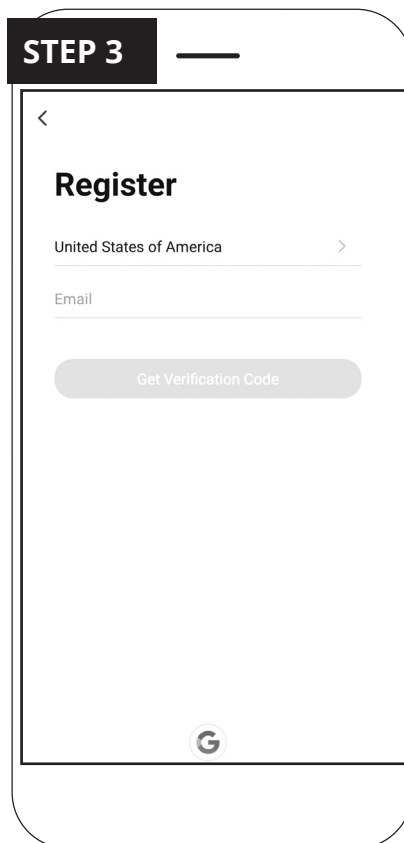 STEP 3
Register
United States of America
Email
Get Verification Code
G